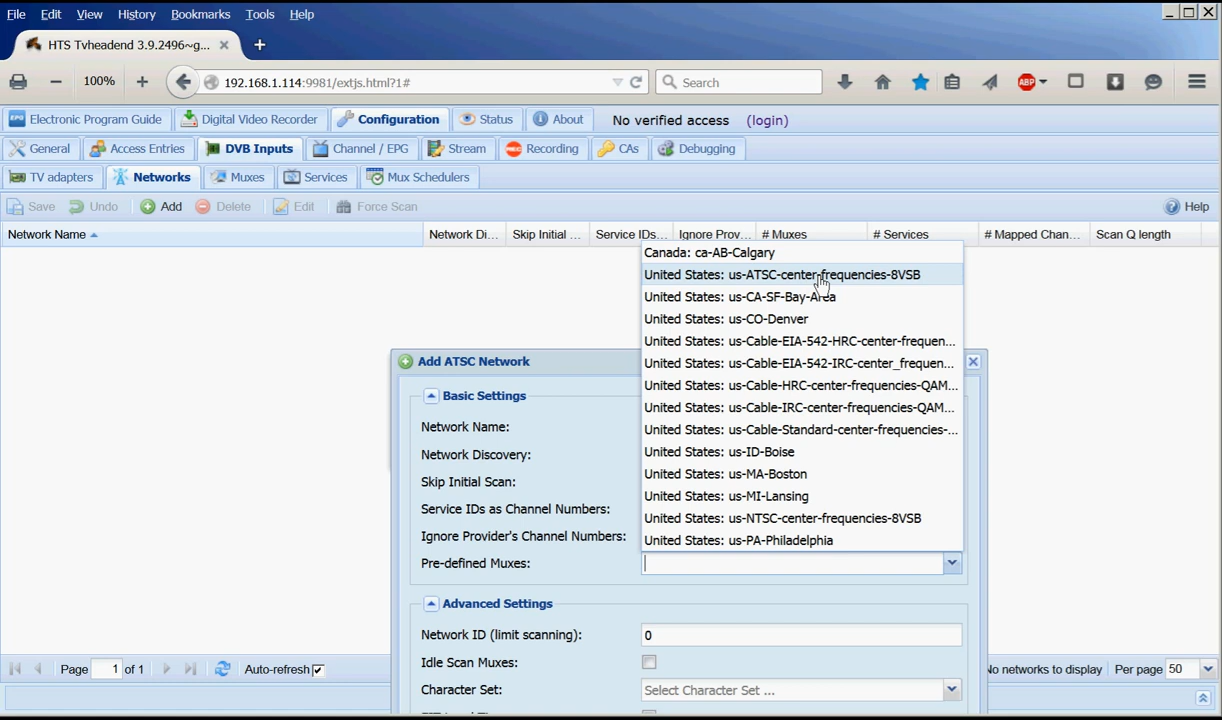 File Edit View History Bookmarks Tools Help
HTS Tvheadend 3.9.2496~g...
100% 192.168.1.114:9981/extjs.html?1# Search ABP
EPG Electronic Program Guide Digital Video Recorder Configuration Status About No verified access (login)
General Access Entries DVB Inputs Channel / EPG Stream REC Recording CAs Debugging
TV adapters Networks Muxes Services Mux Schedulers
Save Undo Add Delete Edit Force Scan Help
Network Name Network Di... Skip Initial ... Service IDs... Ignore Prov... # Muxes # Services # Mapped Chan... Scan Q length
Canada: ca-AB-Calgary
United States: us-ATSC-center-frequencies-8VSB
United States: us-CA-SF-Bay-Area
United States: us-CO-Denver
United States: us-Cable-EIA-542-HRC-center-frequen...
United States: us-Cable-EIA-542-IRC-center_frequen...
United States: us-Cable-HRC-center-frequencies-QAM...
United States: us-Cable-IRC-center-frequencies-QAM...
United States: us-Cable-Standard-center-frequencies-...
United States: us-ID-Boise
United States: us-MA-Boston
United States: us-MI-Lansing
United States: us-NTSC-center-frequencies-8VSB
United States: us-PA-Philadelphia
Add ATSC Network
Basic Settings
Network Name:
Network Discovery:
Skip Initial Scan:
Service IDs as Channel Numbers:
Ignore Provider's Channel Numbers:
Pre-defined Muxes:
Advanced Settings
Network ID (limit scanning): 0
Idle Scan Muxes:
Character Set: Select Character Set ...
Page 1 of 1 Auto-refresh No networks to display Per page 50